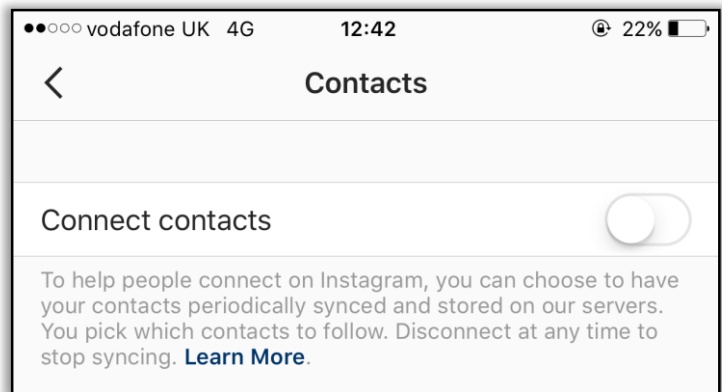 vodafone UK 4G 12:42 22%
Contacts
Connect contacts
To help people connect on Instagram, you can choose to have
your contacts periodically synced and stored on our servers.
You pick which contacts to follow. Disconnect at any time to
stop syncing. Learn More.